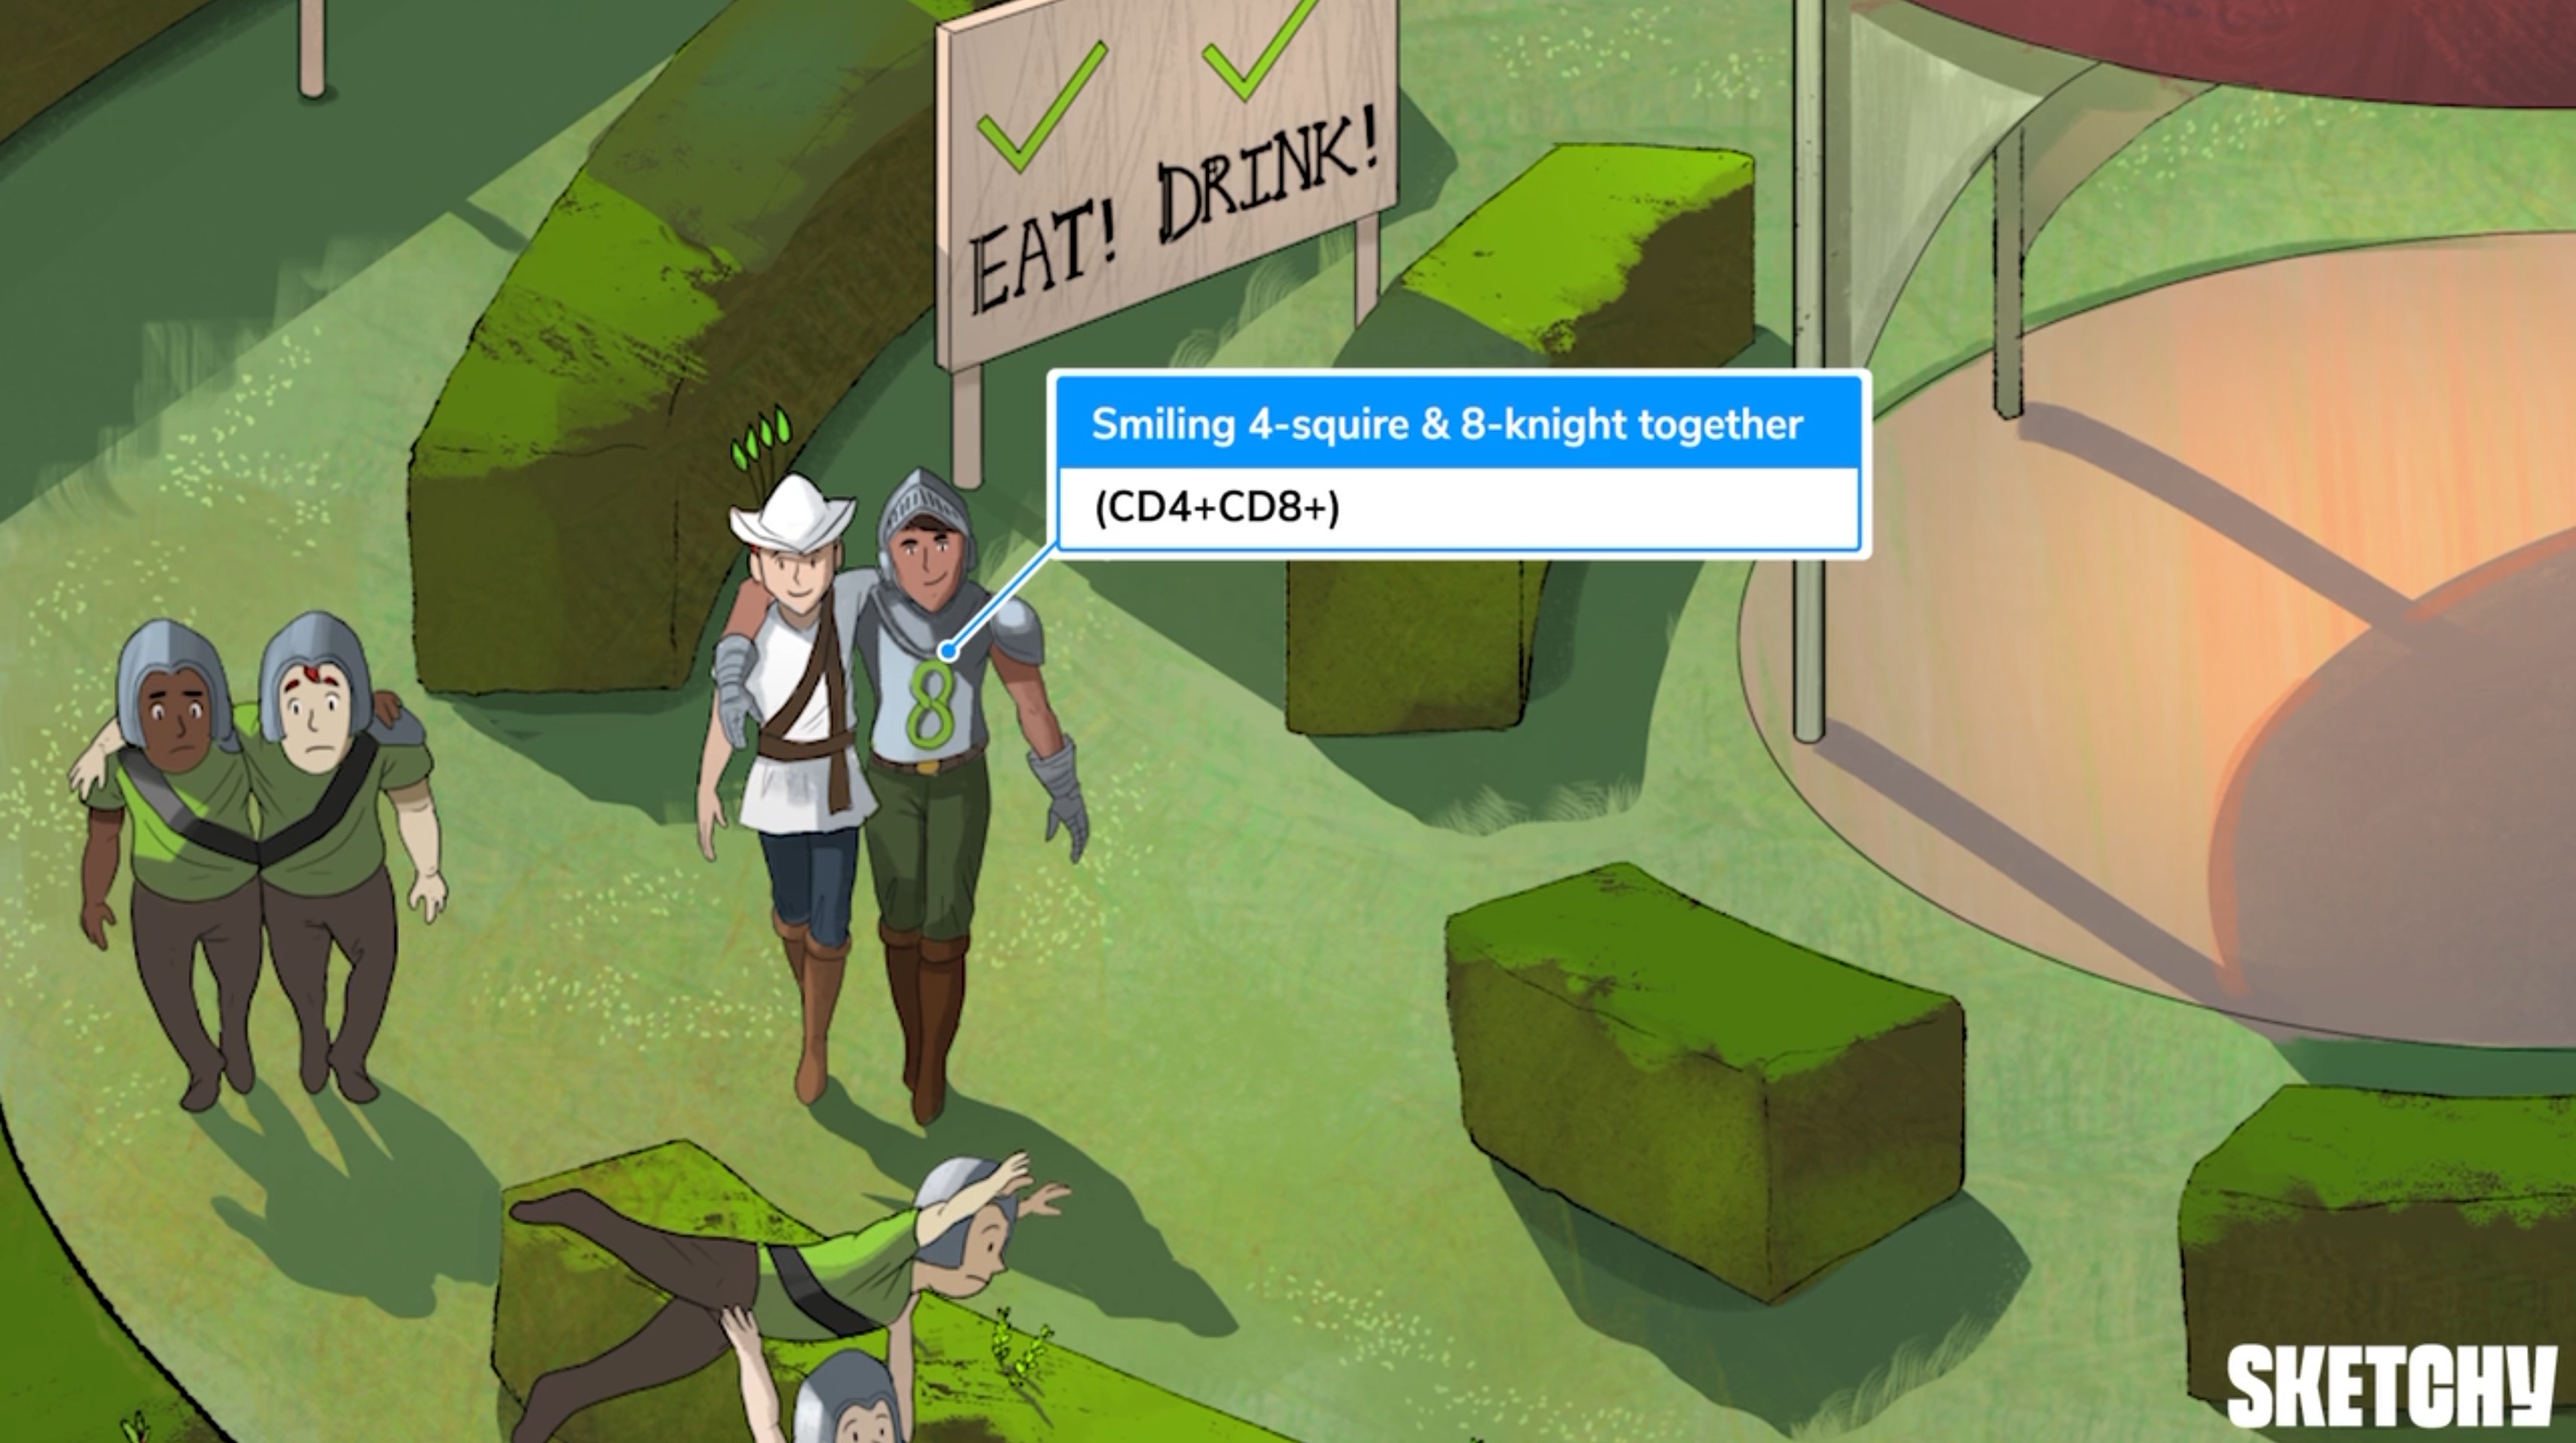 EAT! DRINK!
Smiling 4-squire & 8-knight together
(CD4+CD8+)
8
SKETCHY